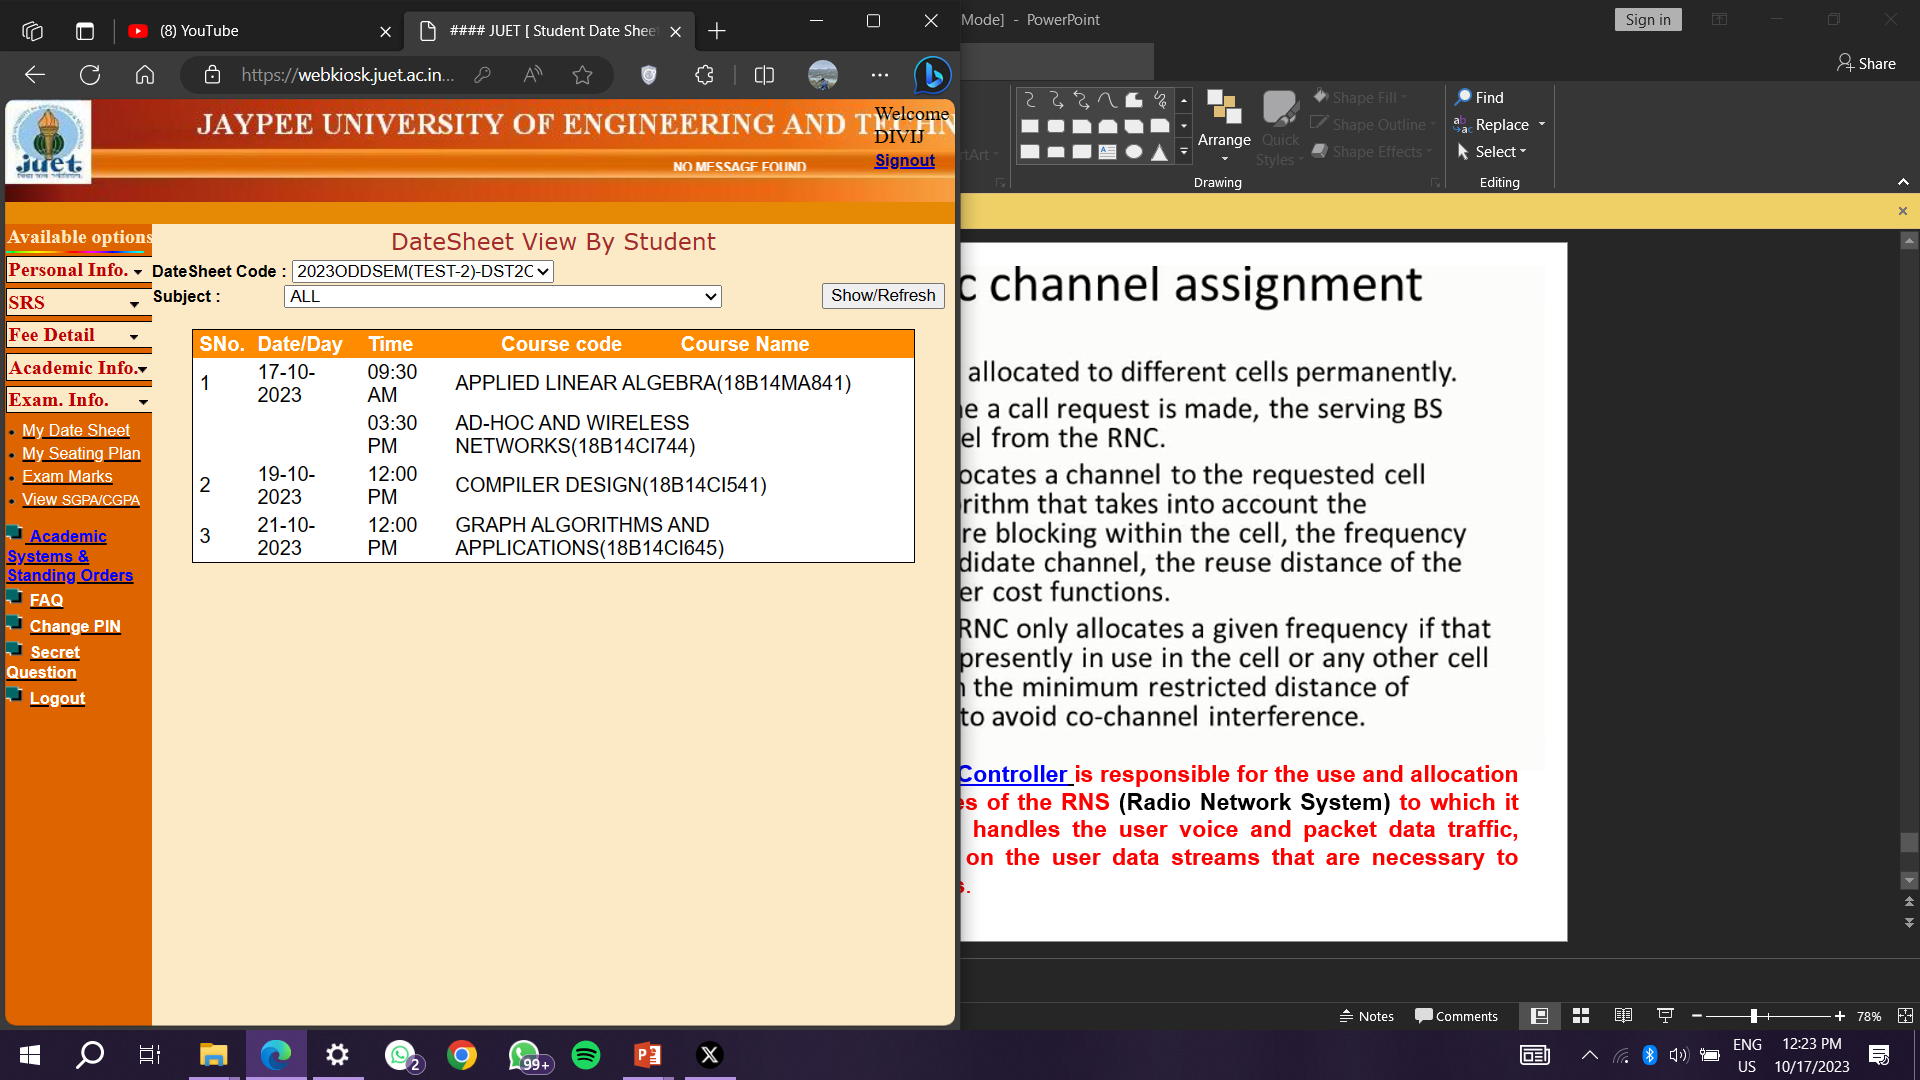 (8) YouTube
#### JUET [ Student Date Shee
https://webkiosk.juet.ac.in...
juet
JAYPEE UNIVERSITY OF ENGINEERING AND TECHN
NO MESSAGE FOUND
Welcome
DIVIJ
Signout
Available options
Personal Info.
SRS
Fee Detail
Academic Info.
Exam. Info.
My Date Sheet
My Seating Plan
Exam Marks
View SGPA/CGPA
Academic
Systems &
Standing Orders
FAQ
Change PIN
Secret
Question
Logout
DateSheet View By Student
DateSheet Code : 2023ODDSEM(TEST-2)-DST2C
Subject : ALL Show/Refresh
SNo. Date/Day Time Course code Course Name
1 17-10-2023 09:30 AM APPLIED LINEAR ALGEBRA(18B14MA841)
03:30 PM AD-HOC AND WIRELESS
NETWORKS(18B14CI744)
2 19-10-2023 12:00 PM COMPILER DESIGN(18B14CI541)
3 21-10-2023 12:00 PM GRAPH ALGORITHMS AND
APPLICATIONS(18B14CI645)
Mode] - PowerPoint
Sign in
Share
Arrange
Quick
Styles
Shape Fill
Shape Outline
Shape Effects
Drawing
Find
Replace
Select
Editing
c channel assignment
allocated to different cells permanently.
e a call request is made, the serving BS
el from the RNC.
ocates a channel to the requested cell
rithm that takes into account the
re blocking within the cell, the frequency
didate channel, the reuse distance of the
er cost functions.
RNC only allocates a given frequency if that
presently in use in the cell or any other cell
the minimum restricted distance of
to avoid co-channel interference.
Controller is responsible for the use and allocation
es of the RNS (Radio Network System) to which it
handles the user voice and packet data traffic,
on the user data streams that are necessary to
s.
Notes
Comments
78%
2
99+
ENG
US
12:23 PM
10/17/2023